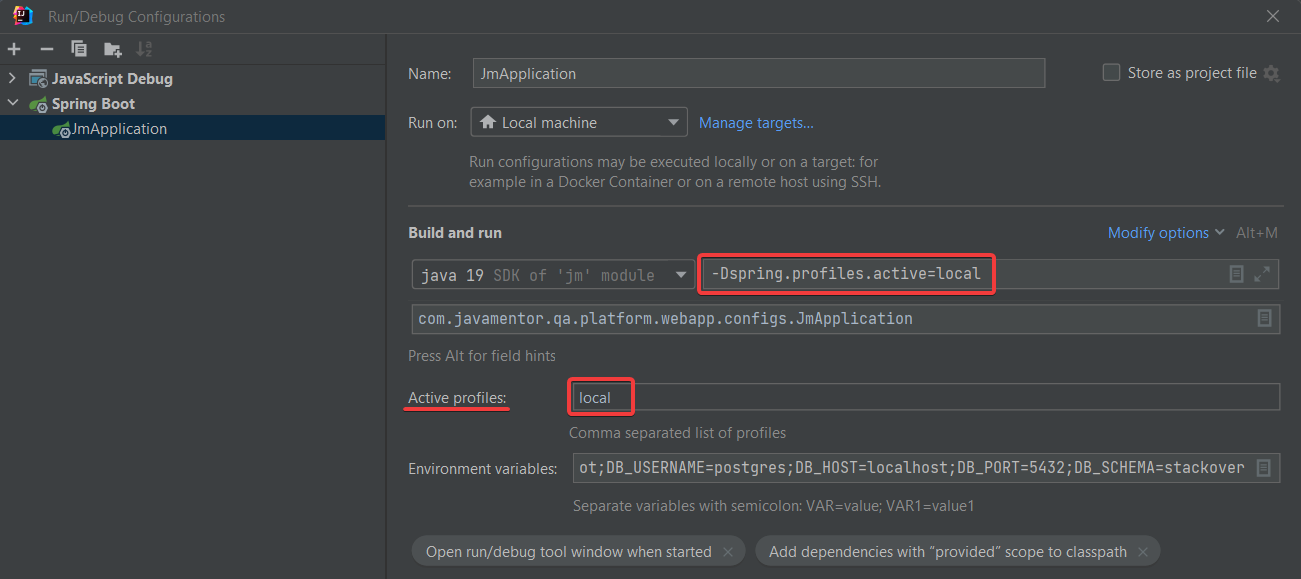 Run/Debug Configurations
JavaScript Debug
Spring Boot
JmApplication
Name: JmApplication Store as project file
Run on: Local machine Manage targets...
Run configurations may be executed locally or on a target: for
example in a Docker Container or on a remote host using SSH.
Build and run Modify options Alt+M
java 19 SDK of 'jm' module -Dspring.profiles.active=local
com.javamentor.qa.platform.webapp.configs.JmApplication
Press Alt for field hints
Active profiles: local
Comma separated list of profiles
Environment variables: ot;DB_USERNAME=postgres;DB_HOST=localhost;DB_PORT=5432;DB_SCHEMA=stackover
Separate variables with semicolon: VAR=value; VAR1=value1
Open run/debug tool window when started Add dependencies with “provided” scope to classpath